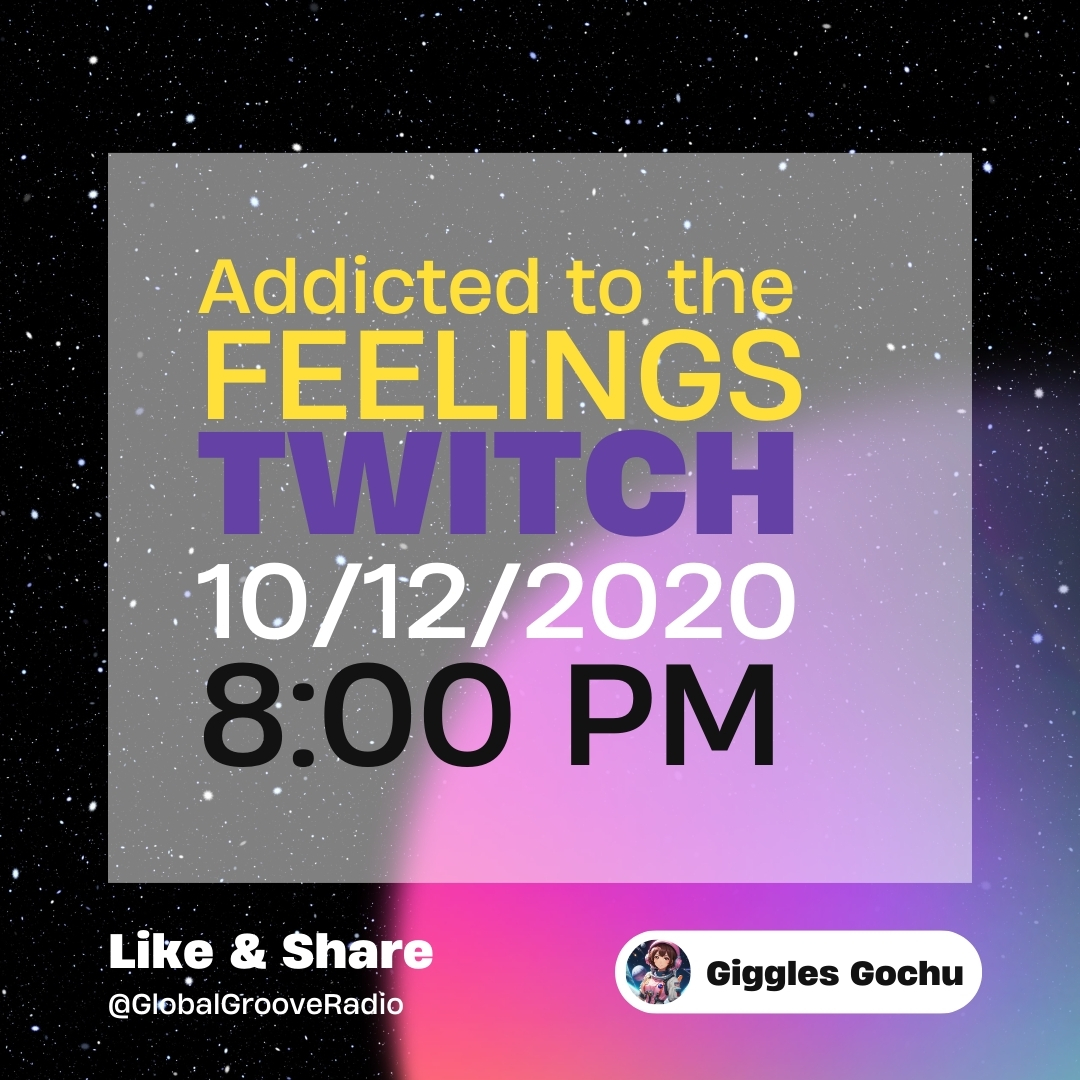 Addicted to the
FEELINGS
TWITCH
10/12/2020
8:00 PM
Like & Share
@GlobalGrooveRadio
Giggles Gochu